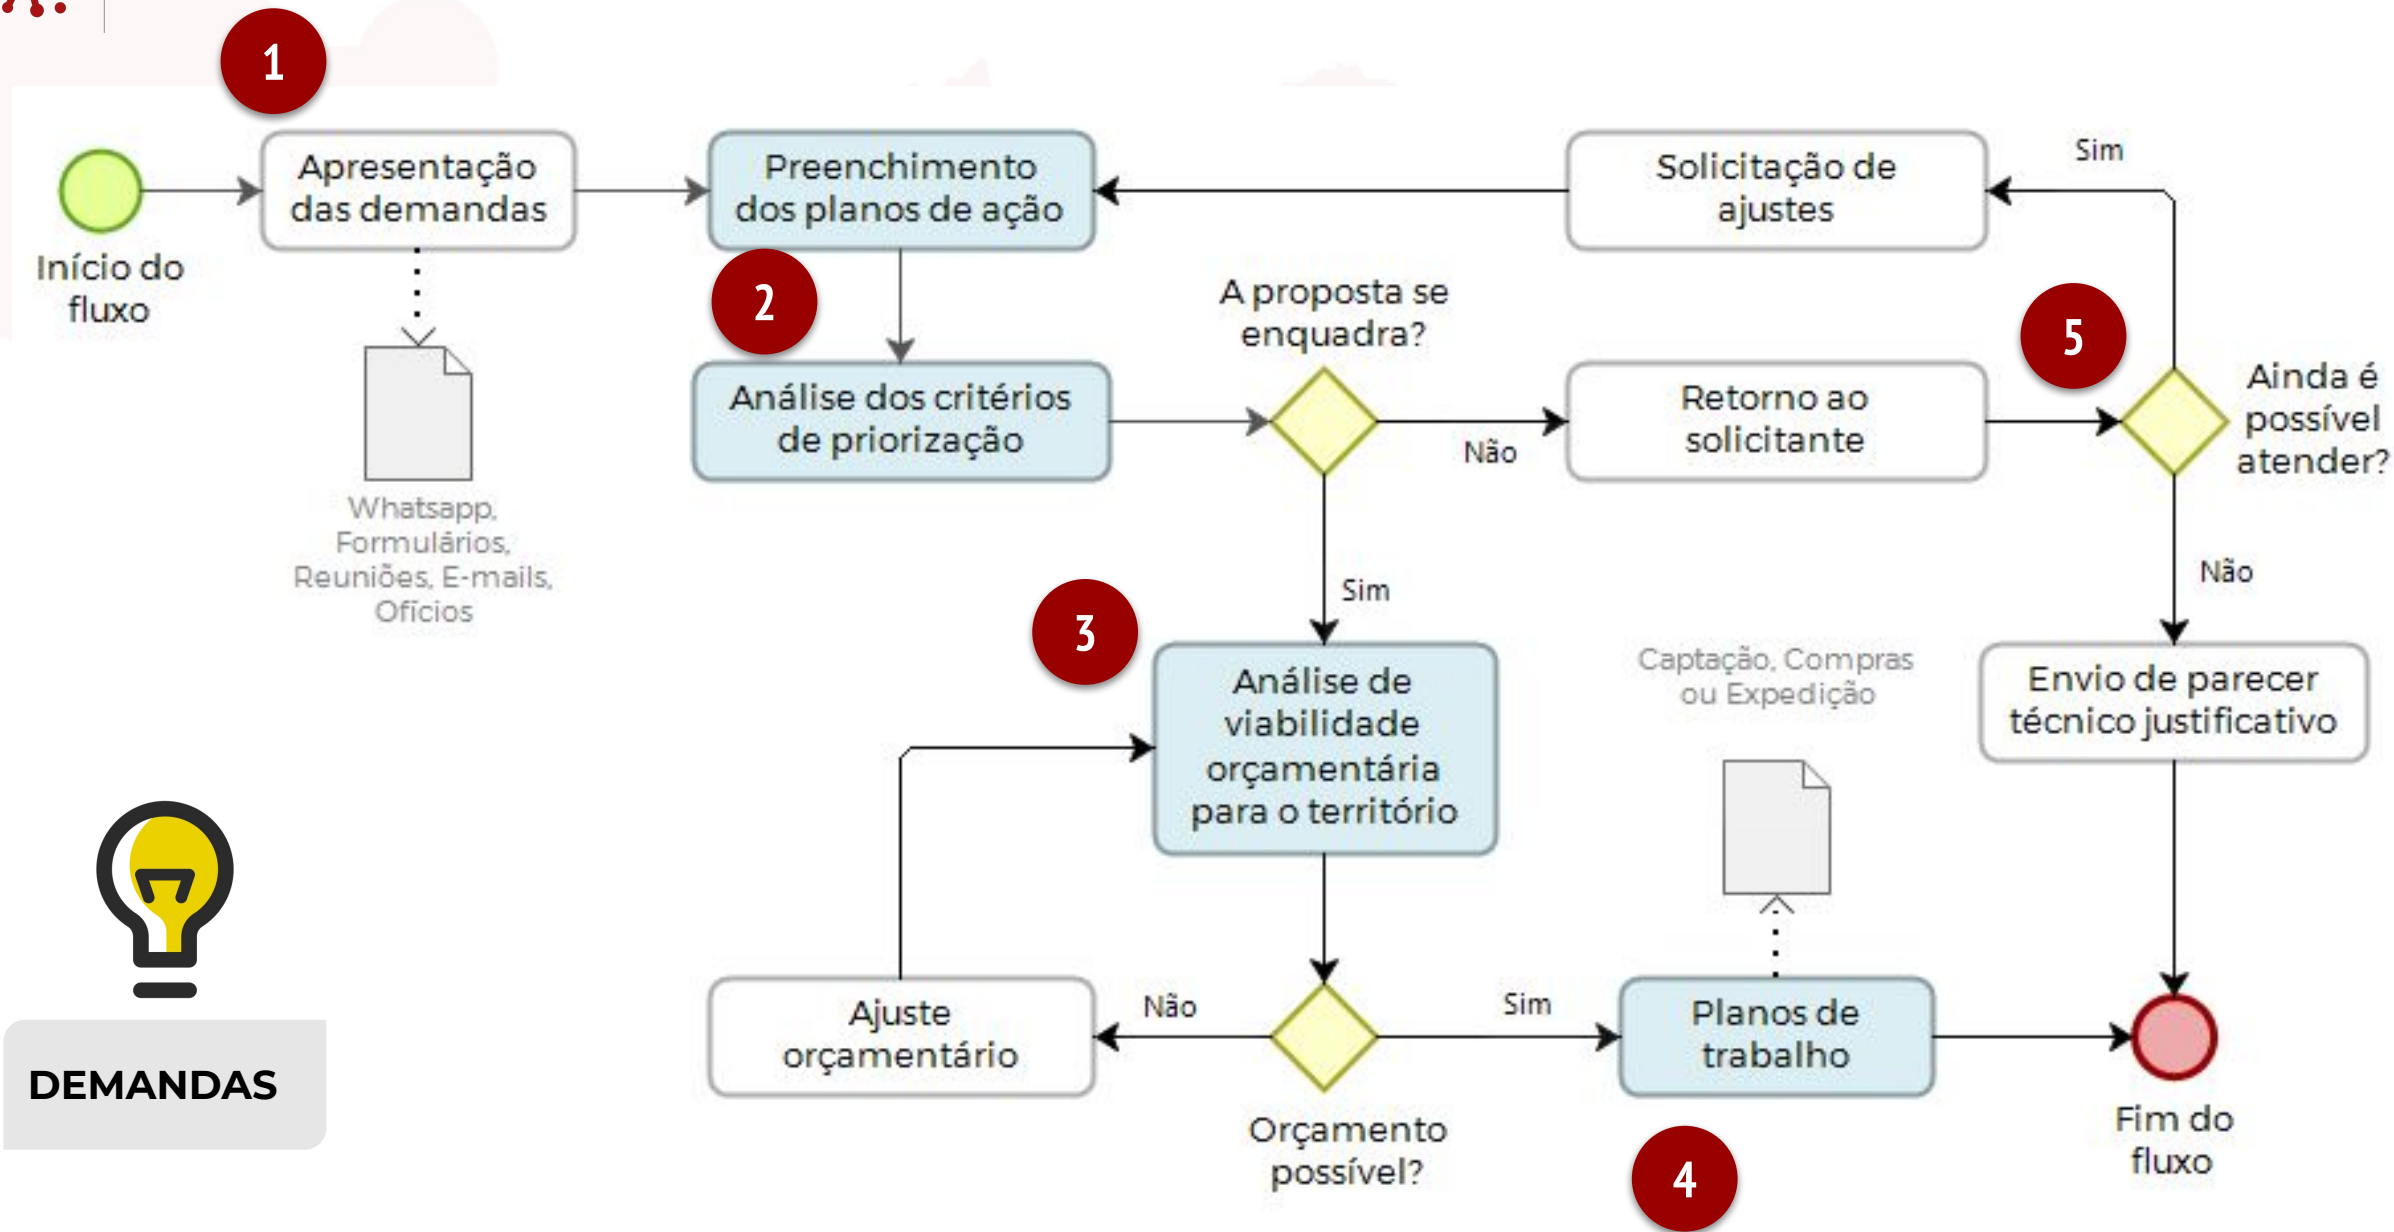 1
Apresentação
das demandas
Início do
fluxo
Whatsapp,
Formulários,
Reuniões, E-mails,
Ofícios
Preenchimento
dos planos de ação
2
Análise dos critérios
de priorização
A proposta se
enquadra?
Não
Sim
Solicitação de
ajustes
Sim
Retorno ao
solicitante
5
Ainda é
possível
atender?
Não
3
Análise de
viabilidade
orçamentária
para o território
Captação, Compras
ou Expedição
Envio de parecer
técnico justificativo
Ajuste
orçamentário
Não
Sim
Orçamento
possível?
Planos de
trabalho
4
Fim do
fluxo
DEMANDAS